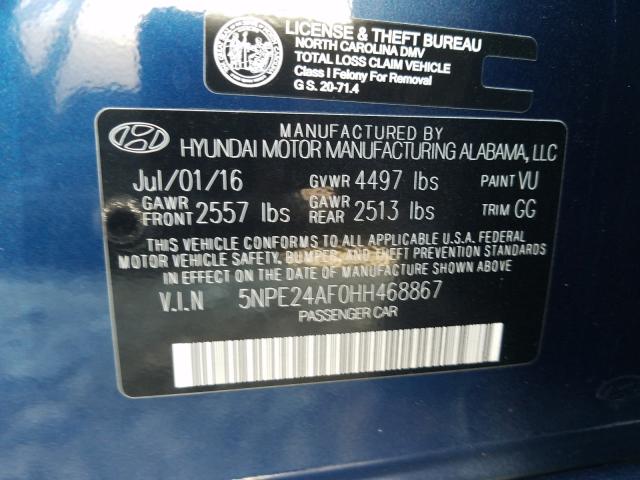 LICENSE & THEFT BUREAU
NORTH CAROLINA DMV
TOTAL LOSS CLAIM VEHICLE
Class I Felony For Removal
G S. 20-71.4
MANUFACTURED BY
HYUNDAI MOTOR MANUFACTURING ALABAMA, LLC
Jul/01/16 GVWR 4497 lbs PAINT VU
GAWR FRONT 2557 lbs GAWR REAR 2513 lbs TRIM GG
THIS VEHICLE CONFORMS TO ALL APPLICABLE U.S.A. FEDERAL
MOTOR VEHICLE SAFETY, BUMPER, AND THEFT PREVENTION STANDARDS
IN EFFECT ON THE DATE OF MANUFACTURE SHOWN ABOVE.
V.I.N 5NPE24AF0HH468867
PASSENGER CAR